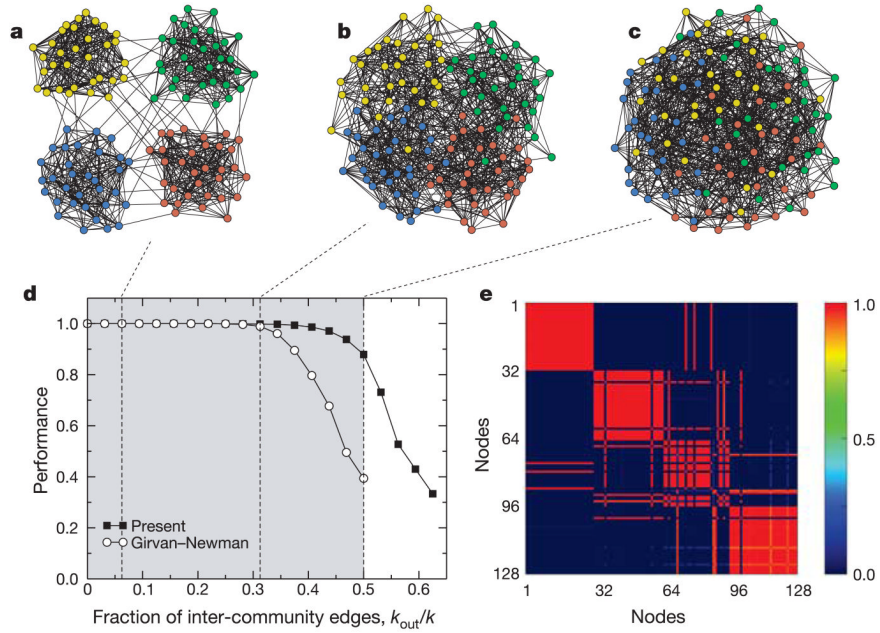 a
b
c
d
e
1.0
0.8
0.6
0.4
0.2
0.0
Performance
Present
Girvan–Newman
0 0.1 0.2 0.3 0.4 0.5 0.6
Fraction of inter-community edges, k_out/k
1
32
64
96
128
Nodes
1 32 64 96 128
Nodes
1.0
0.5
0.0